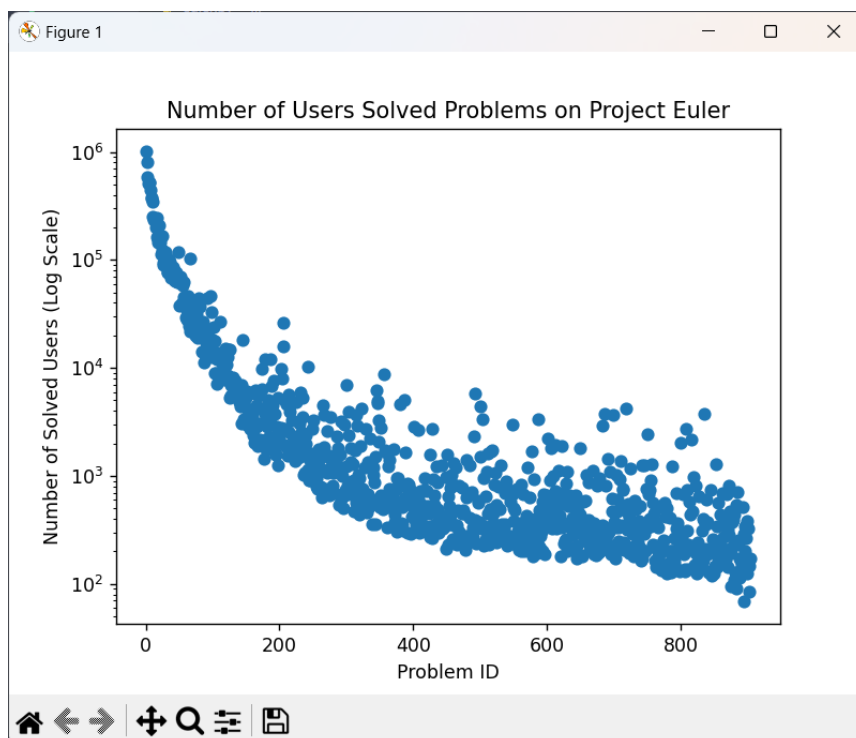 Figure 1
Number of Users Solved Problems on Project Euler
Number of Solved Users (Log Scale)
10⁶
10⁵
10⁴
10³
10²
0 200 400 600 800
Problem ID